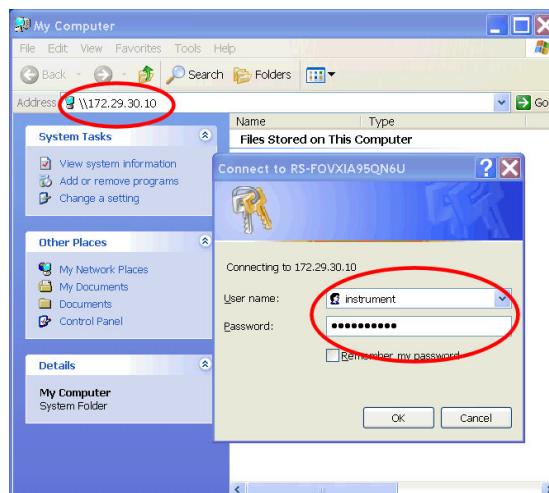 My Computer
File Edit View Favorites Tools Help
Back Search Folders
Address \\172.29.30.10 Go
Name Type
System Tasks
Files Stored on This Computer
View system information
Add or remove programs
Change a setting
Other Places
My Network Places
My Documents
Documents
Control Panel
Details
My Computer
System Folder
Connect to RS-FOVXIA95QN6U
Connecting to 172.29.30.10
User name: instrument
Password: ●●●●●●●●●●
Remember my password
OK Cancel